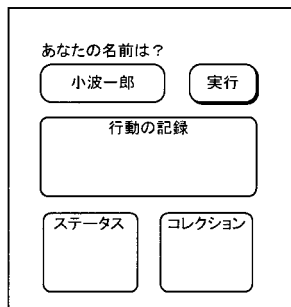 あなたの名前は？
小波一郎
実行
行動の記録
ステータス
コレクション